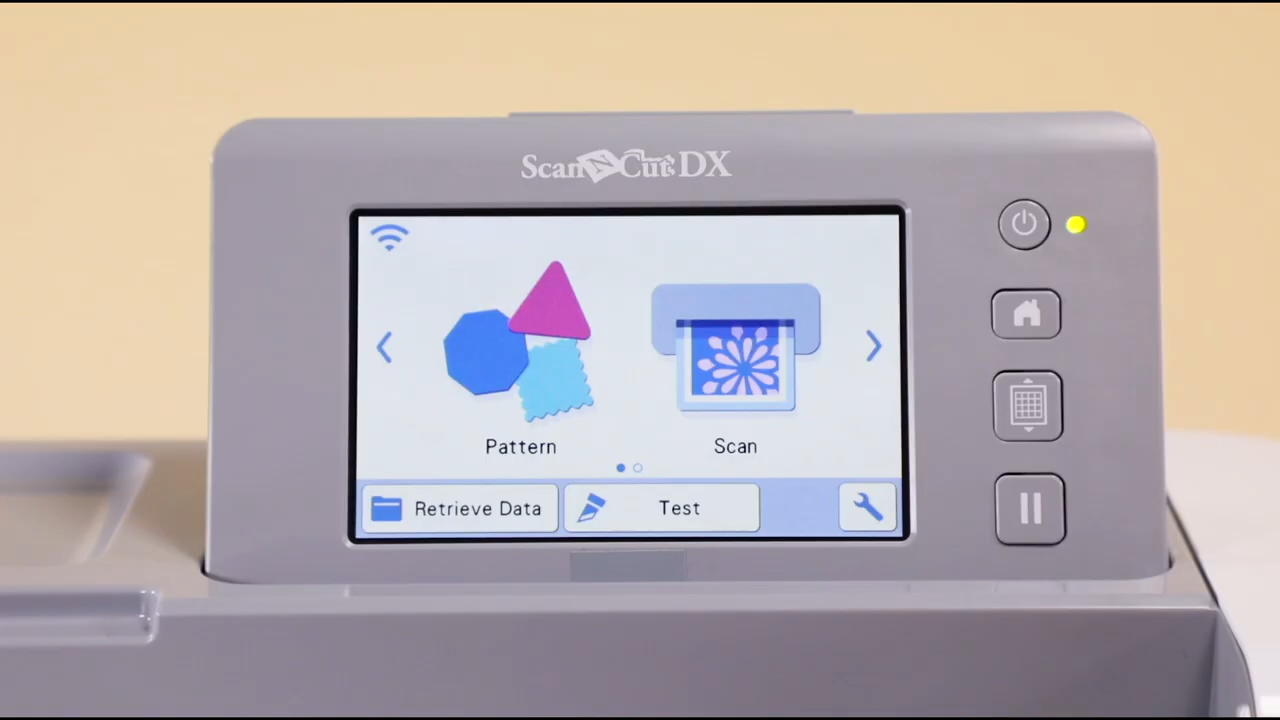 ScanNCut DX
Pattern
Scan
Retrieve Data
Test